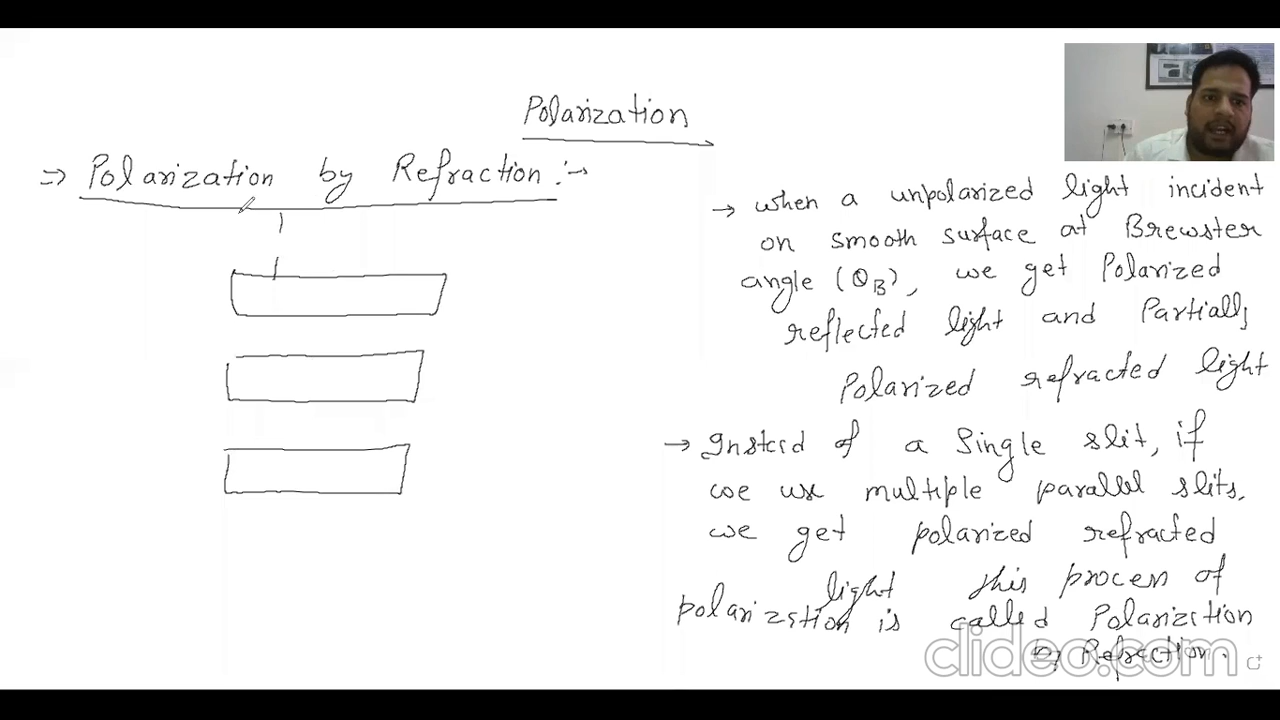 Polarization
⇒ Polarization by Refraction :→
→ when a unpolarized light incident
on smooth surface at Brewster
angle (θB), we get Polarized
reflected light and Partially
Polarized refracted light
→ Instead of a Single slit, if
we use multiple parallel slits,
we get polarized refracted
light this process of
polarization is called Polarization
by Refraction.
clideo.com